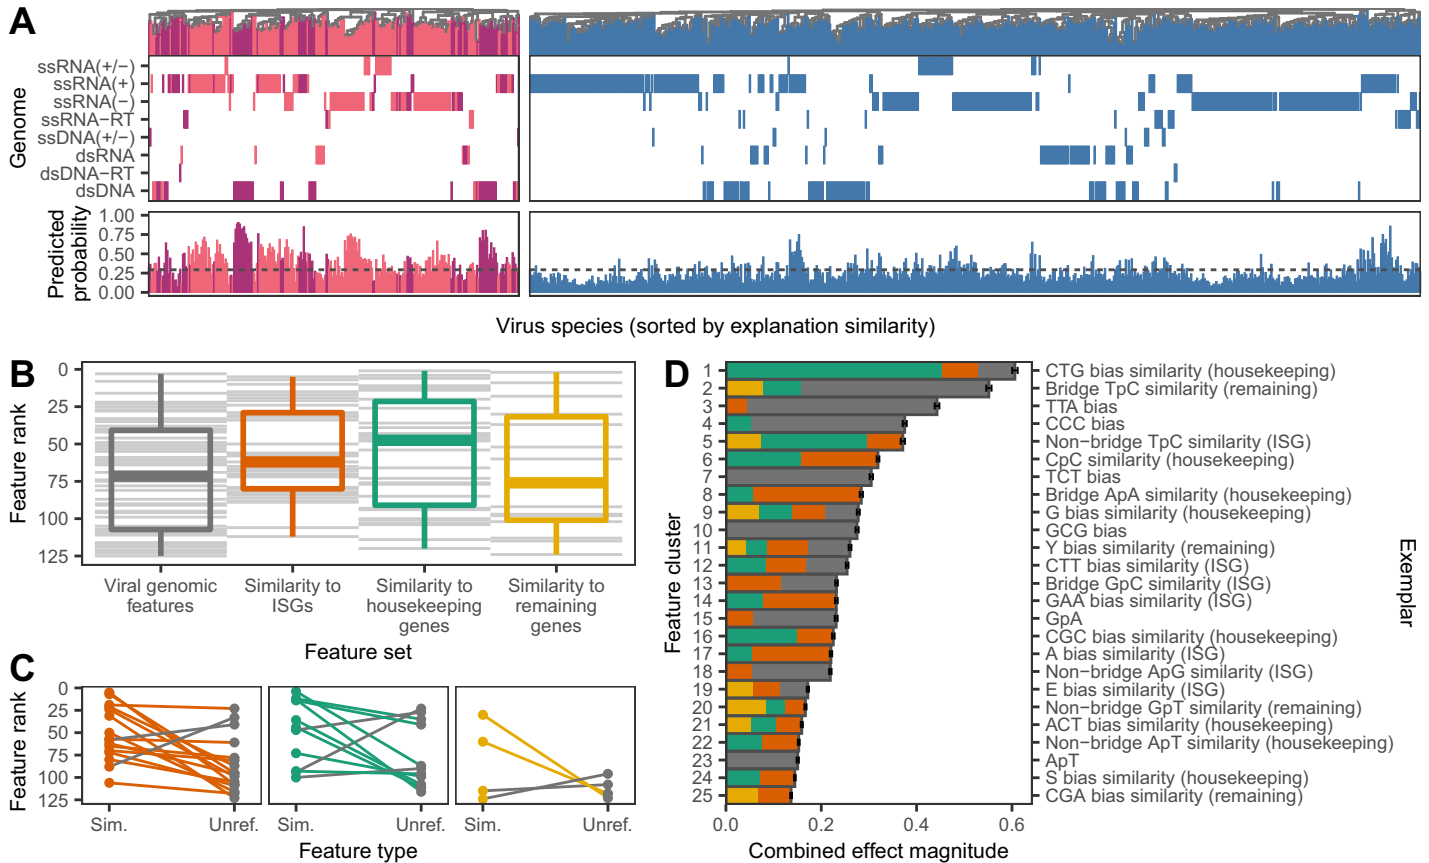 A
Genome
ssRNA(+/−)
ssRNA(+)
ssRNA(−)
ssRNA−RT
ssDNA(+/−)
dsRNA
dsDNA−RT
dsDNA
Predicted
probability
1.00
0.75
0.50
0.25
0.00
Virus species (sorted by explanation similarity)
B
Feature rank
0
25
50
75
100
125
Viral genomic
features
Similarity to
ISGs
Similarity to
housekeeping
genes
Similarity to
remaining
genes
Feature set
C
Feature rank
0
25
50
75
100
125
Sim.
Unref.
Sim.
Unref.
Sim.
Unref.
Feature type
D
Feature cluster
1 CTG bias similarity (housekeeping)
2 Bridge TpC similarity (remaining)
3 TTA bias
4 CCC bias
5 Non−bridge TpC similarity (ISG)
6 CpC similarity (housekeeping)
7 TCT bias
8 Bridge ApA similarity (housekeeping)
9 G bias similarity (housekeeping)
10 GCG bias
11 Y bias similarity (remaining)
12 CTT bias similarity (ISG)
13 Bridge GpC similarity (ISG)
14 GAA bias similarity (ISG)
15 GpA
16 CGC bias similarity (housekeeping)
17 A bias similarity (ISG)
18 Non−bridge ApG similarity (ISG)
19 E bias similarity (ISG)
20 Non−bridge GpT similarity (remaining)
21 ACT bias similarity (housekeeping)
22 Non−bridge ApT similarity (housekeeping)
23 ApT
24 S bias similarity (housekeeping)
25 CGA bias similarity (remaining)
Exemplar
0.0
0.2
0.4
0.6
Combined effect magnitude